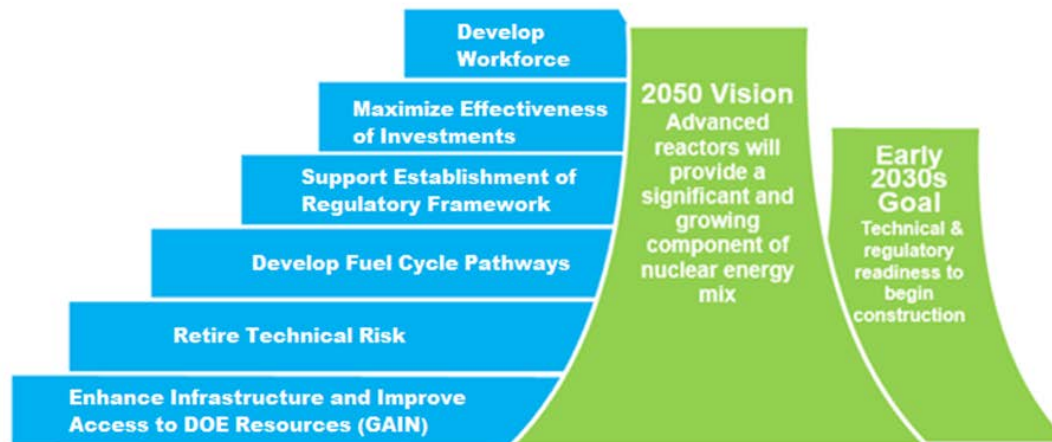 Develop
Workforce
Maximize Effectiveness
of Investments
Support Establishment of
Regulatory Framework
Develop Fuel Cycle Pathways
Retire Technical Risk
Enhance Infrastructure and Improve
Access to DOE Resources (GAIN)
2050 Vision
Advanced
reactors will
provide a
significant and
growing
component of
nuclear energy
mix
Early
2030s
Goal
Technical &
regulatory
readiness to
begin
construction